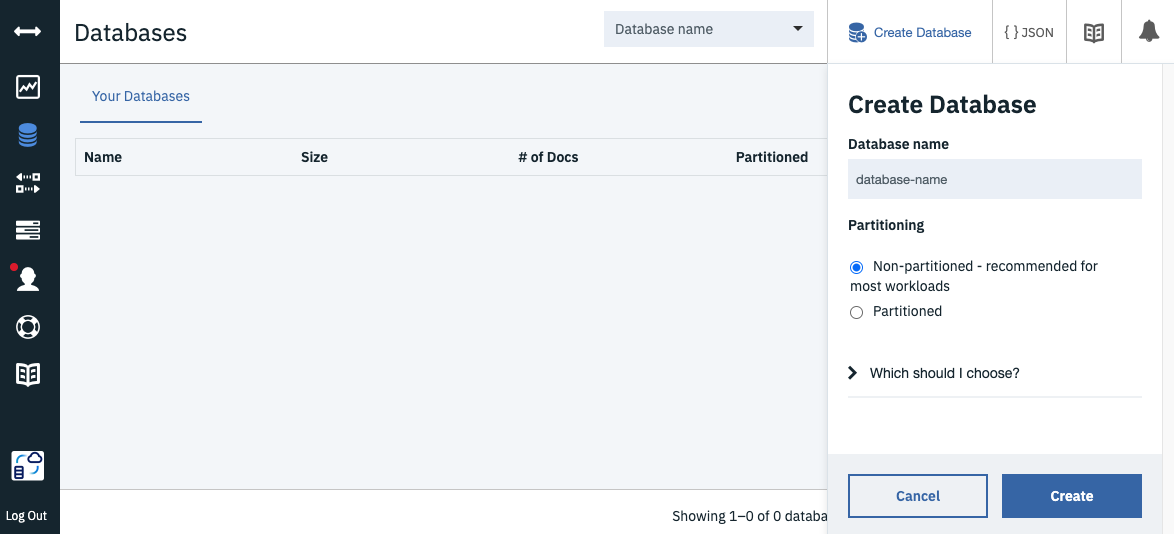 Databases
Database name
Create Database
{ } JSON
Your Databases
Name Size # of Docs Partitioned
Create Database
Database name
database-name
Partitioning
Non-partitioned - recommended for
most workloads
Partitioned
Which should I choose?
Cancel Create
Log Out
Showing 1–0 of 0 databa